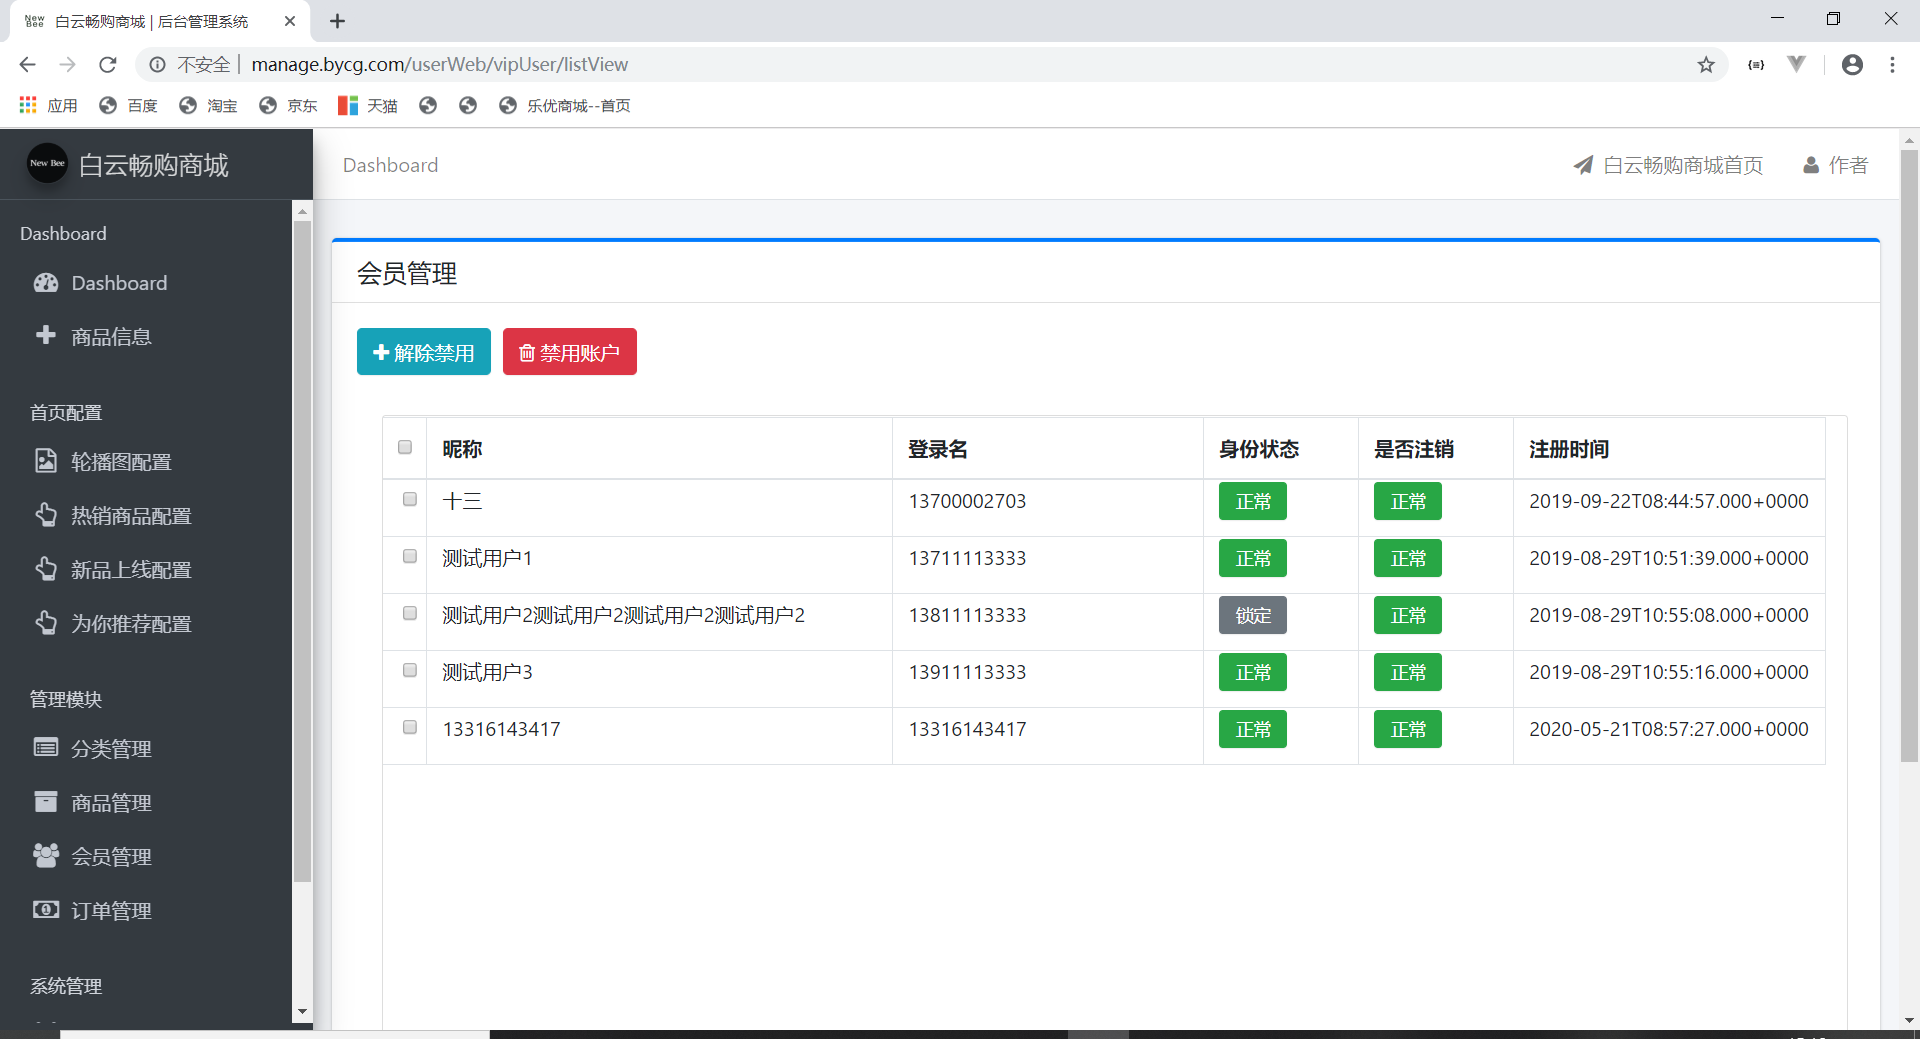 New Bee 白云畅购商城 | 后台管理系统
不安全 | manage.bycg.com/userWeb/vipUser/listView
应用 百度 淘宝 京东 天猫 乐优商城--首页
New Bee 白云畅购商城
Dashboard 白云畅购商城首页 作者
Dashboard
Dashboard
商品信息
首页配置
轮播图配置
热销商品配置
新品上线配置
为你推荐配置
管理模块
分类管理
商品管理
会员管理
订单管理
系统管理
会员管理
解除禁用 禁用账户
昵称 登录名 身份状态 是否注销 注册时间
十三 13700002703 正常 正常 2019-09-22T08:44:57.000+0000
测试用户1 13711113333 正常 正常 2019-08-29T10:51:39.000+0000
测试用户2测试用户2测试用户2测试用户2 13811113333 锁定 正常 2019-08-29T10:55:08.000+0000
测试用户3 13911113333 正常 正常 2019-08-29T10:55:16.000+0000
13316143417 13316143417 正常 正常 2020-05-21T08:57:27.000+0000